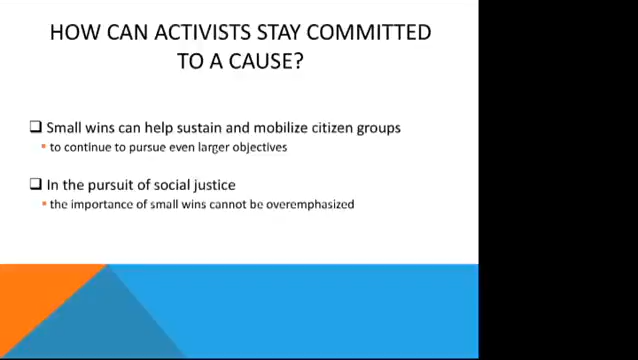 HOW CAN ACTIVISTS STAY COMMITTED
TO A CAUSE?
Small wins can help sustain and mobilize citizen groups
to continue to pursue even larger objectives
In the pursuit of social justice
the importance of small wins cannot be overemphasized